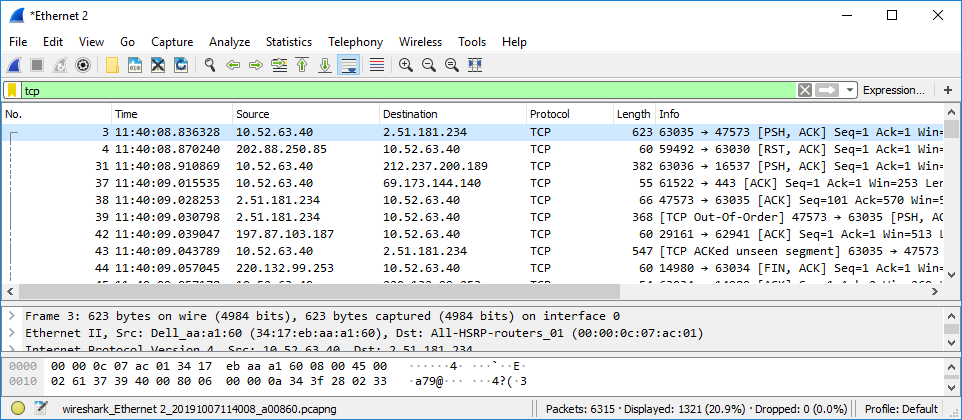 *Ethernet 2
File Edit View Go Capture Analyze Statistics Telephony Wireless Tools Help
tcp Expression... +
No. Time Source Destination Protocol Length Info
3 11:40:08.836328 10.52.63.40 2.51.181.234 TCP 623 63035 → 47573 [PSH, ACK] Seq=1 Ack=1 Win=
4 11:40:08.870240 202.88.250.85 10.52.63.40 TCP 60 59492 → 63030 [RST, ACK] Seq=1 Ack=1 Win=
31 11:40:08.910869 10.52.63.40 212.237.200.189 TCP 382 63036 → 16537 [PSH, ACK] Seq=1 Ack=1 Win=
37 11:40:09.015535 10.52.63.40 69.173.144.140 TCP 55 61522 → 443 [ACK] Seq=1 Ack=1 Win=253 Len
38 11:40:09.028253 2.51.181.234 10.52.63.40 TCP 66 47573 → 63035 [ACK] Seq=101 Ack=570 Win=5
39 11:40:09.030798 2.51.181.234 10.52.63.40 TCP 368 [TCP Out-Of-Order] 47573 → 63035 [PSH, AC
42 11:40:09.039047 197.87.103.187 10.52.63.40 TCP 60 29161 → 62941 [ACK] Seq=1 Ack=1 Win=513 L
43 11:40:09.043789 10.52.63.40 2.51.181.234 TCP 547 [TCP ACKed unseen segment] 63035 → 47573
44 11:40:09.057045 220.132.99.253 10.52.63.40 TCP 60 14980 → 63034 [FIN, ACK] Seq=1 Ack=1 Win=
Frame 3: 623 bytes on wire (4984 bits), 623 bytes captured (4984 bits) on interface 0
Ethernet II, Src: Dell_aa:a1:60 (34:17:eb:aa:a1:60), Dst: All-HSRP-routers_01 (00:00:0c:07:ac:01)
Internet Protocol Version 4, Src: 10.52.63.40, Dst: 2.51.181.234
0000 00 00 0c 07 ac 01 34 17 eb aa a1 60 08 00 45 00 ······4· ···`··E·
0010 02 61 37 39 40 00 80 06 00 00 0a 34 3f 28 02 33 ·a79@··· ···4?(·3
wireshark_Ethernet 2_20191007114008_a00860.pcapng Packets: 6315 · Displayed: 1321 (20.9%) · Dropped: 0 (0.0%) Profile: Default